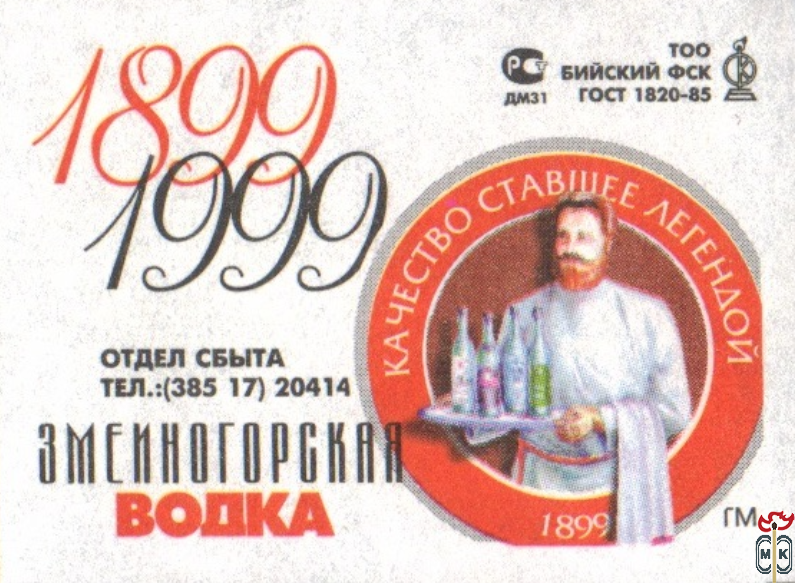 1899
1999
РСТ
ДМ31
ТОО
БИЙСКИЙ ФСК
ГОСТ 1820-85
КАЧЕСТВО СТАВШЕЕ ЛЕГЕНДОЙ
1899
ОТДЕЛ СБЫТА
ТЕЛ.:(385 17) 20414
ЗМЕИНОГОРСКАЯ
ВОДКА
ГМ
МК